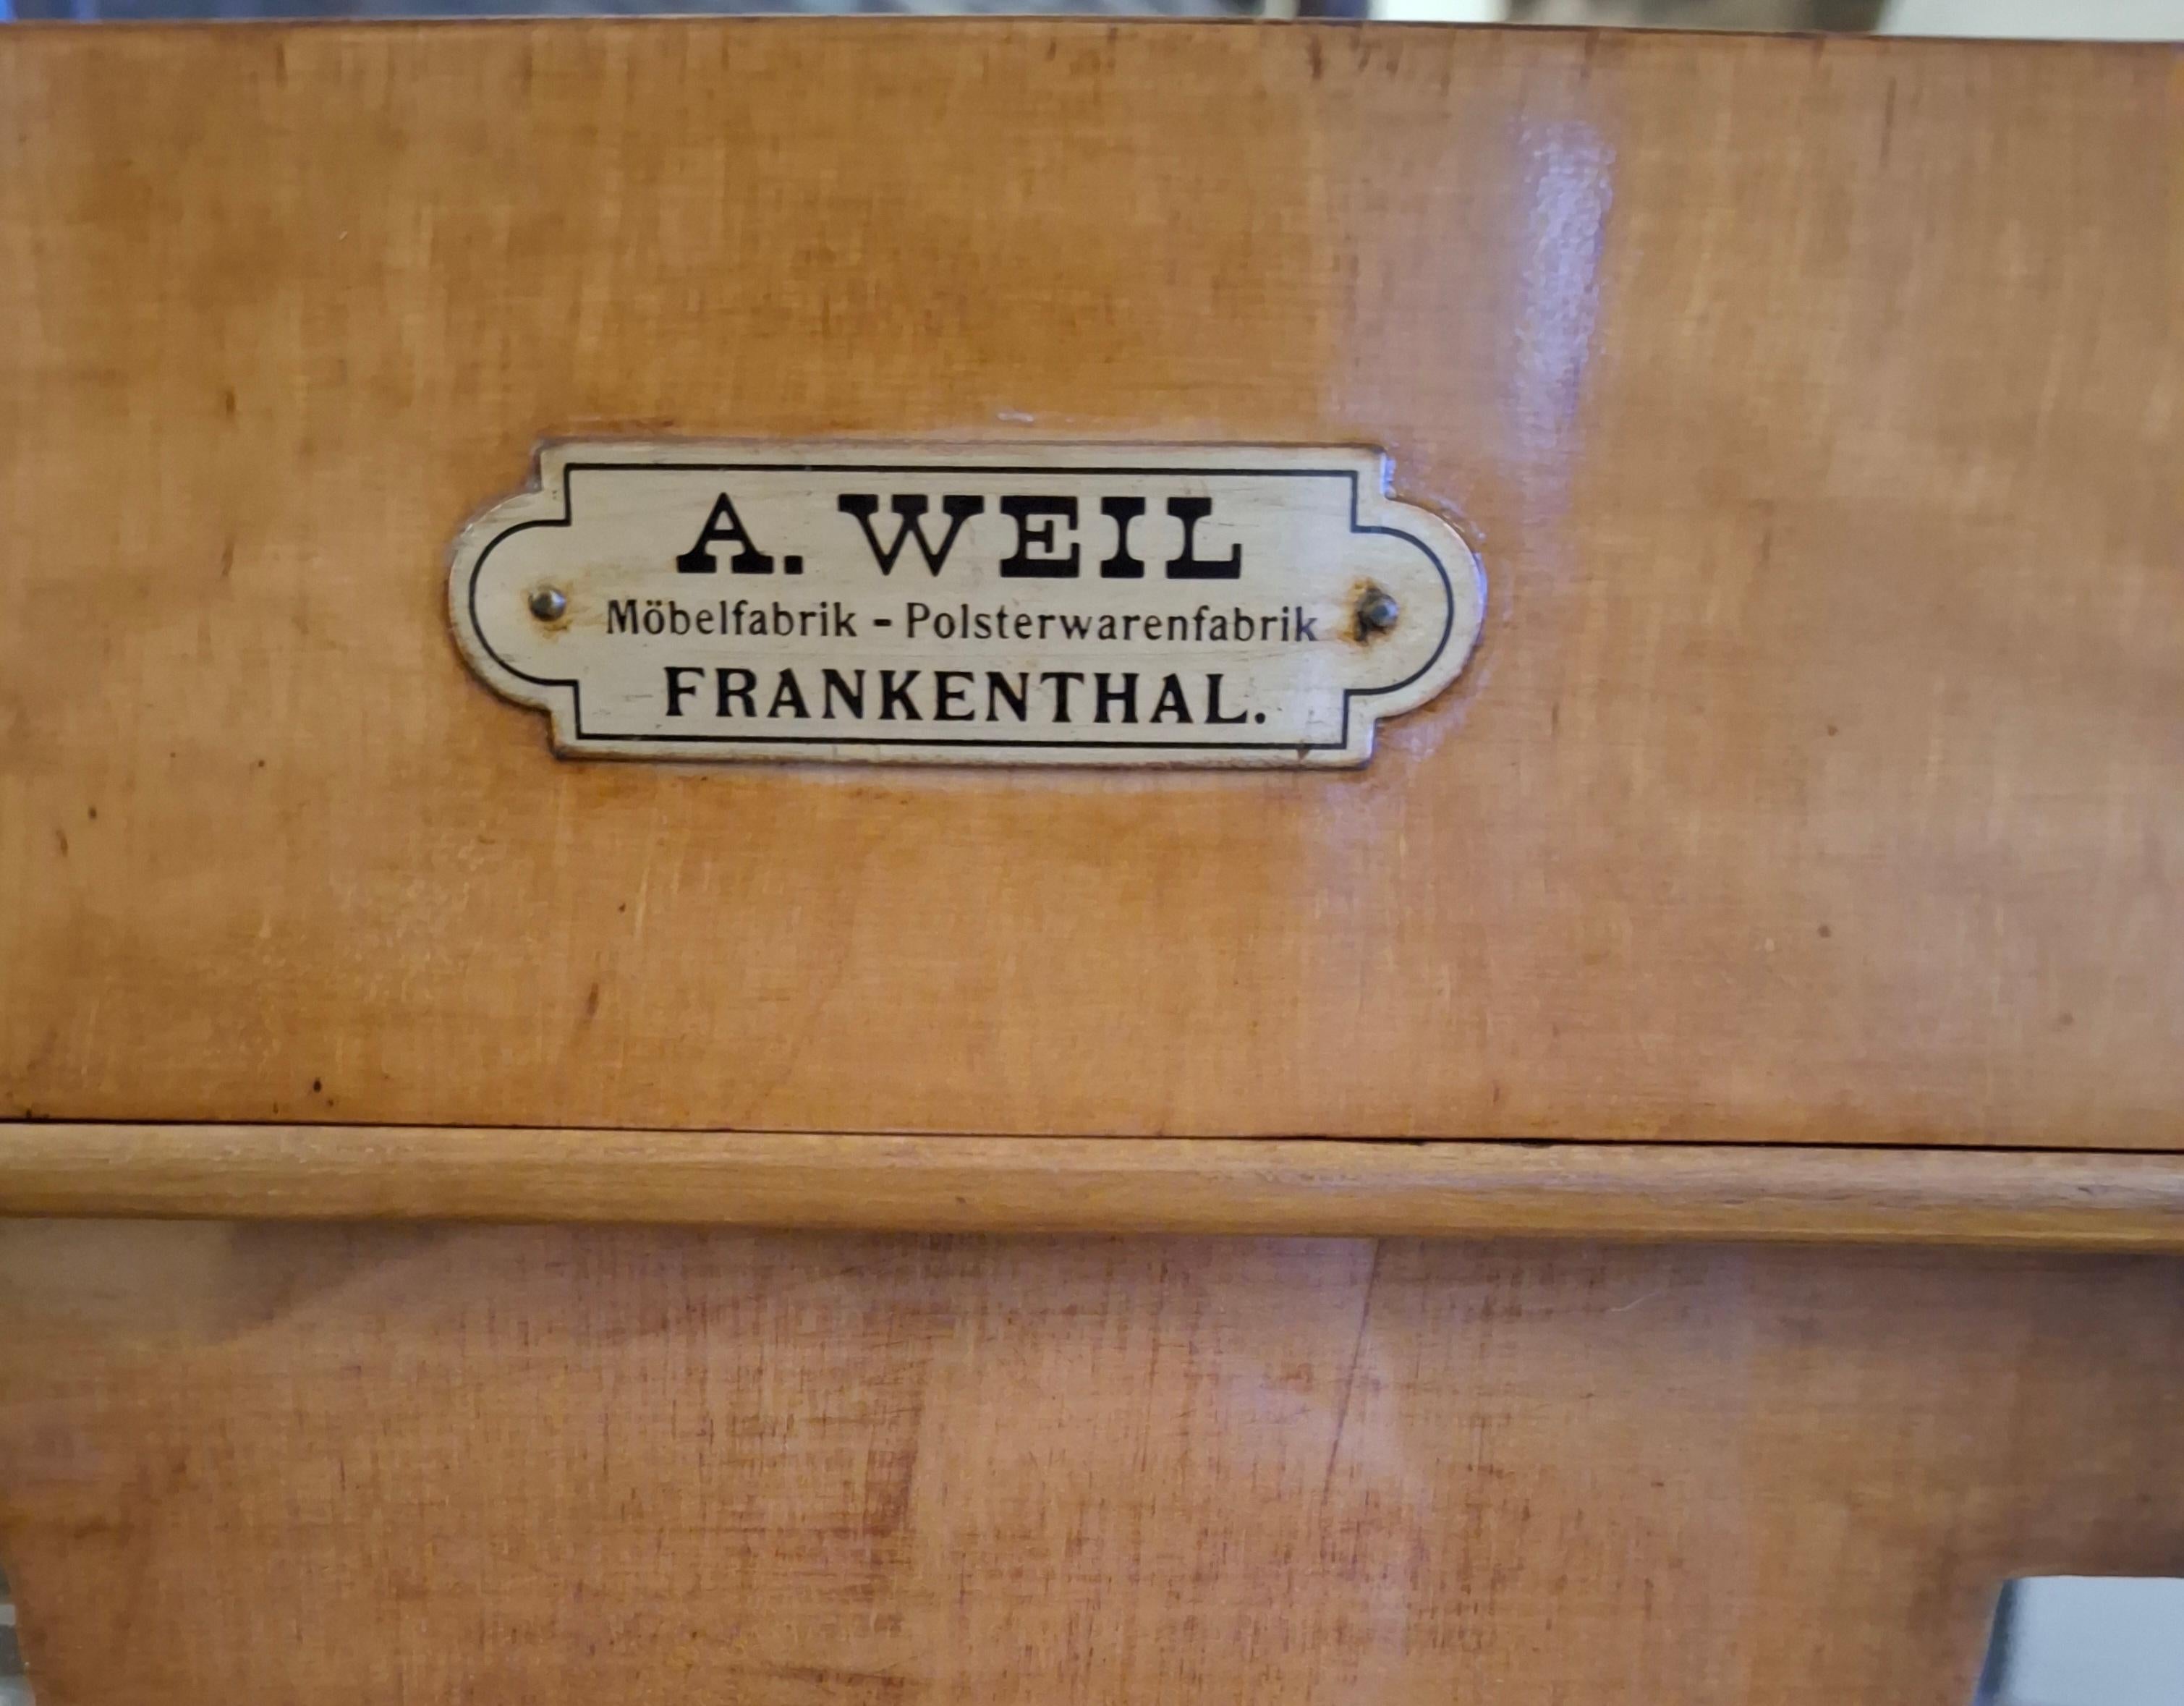 A. WEIL
Möbelfabrik - Polsterwarenfabrik
FRANKENTHAL.